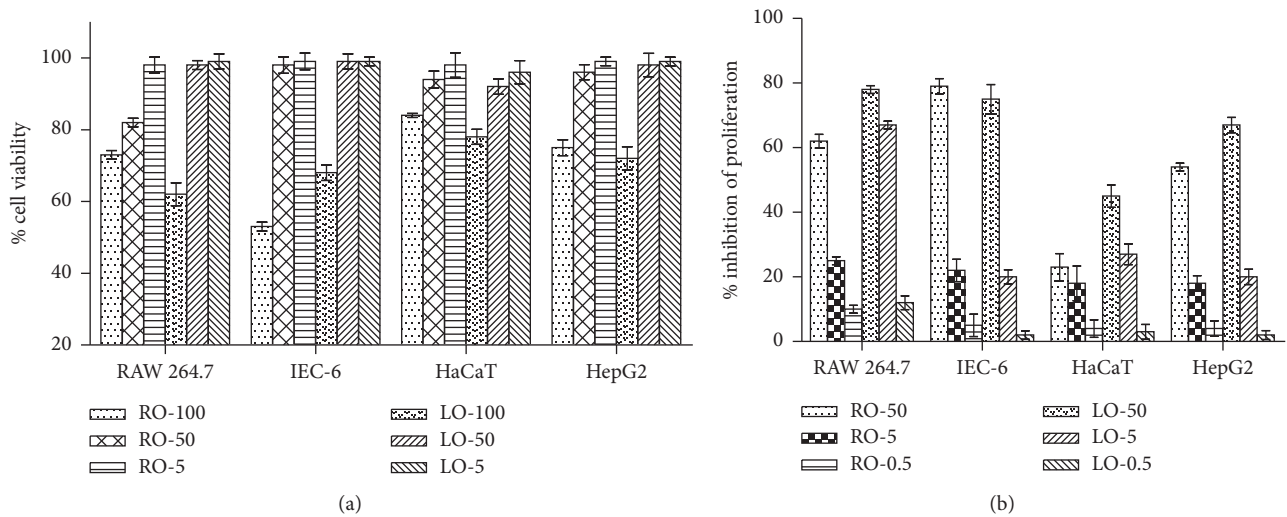 % cell viability
100
80
60
40
20
RAW 264.7
IEC-6
HaCaT
HepG2
RO-100
RO-50
RO-5
LO-100
LO-50
LO-5
(a)
% inhibition of proliferation
100
80
60
40
20
0
RAW 264.7
IEC-6
HaCaT
HepG2
RO-50
RO-5
RO-0.5
LO-50
LO-5
LO-0.5
(b)